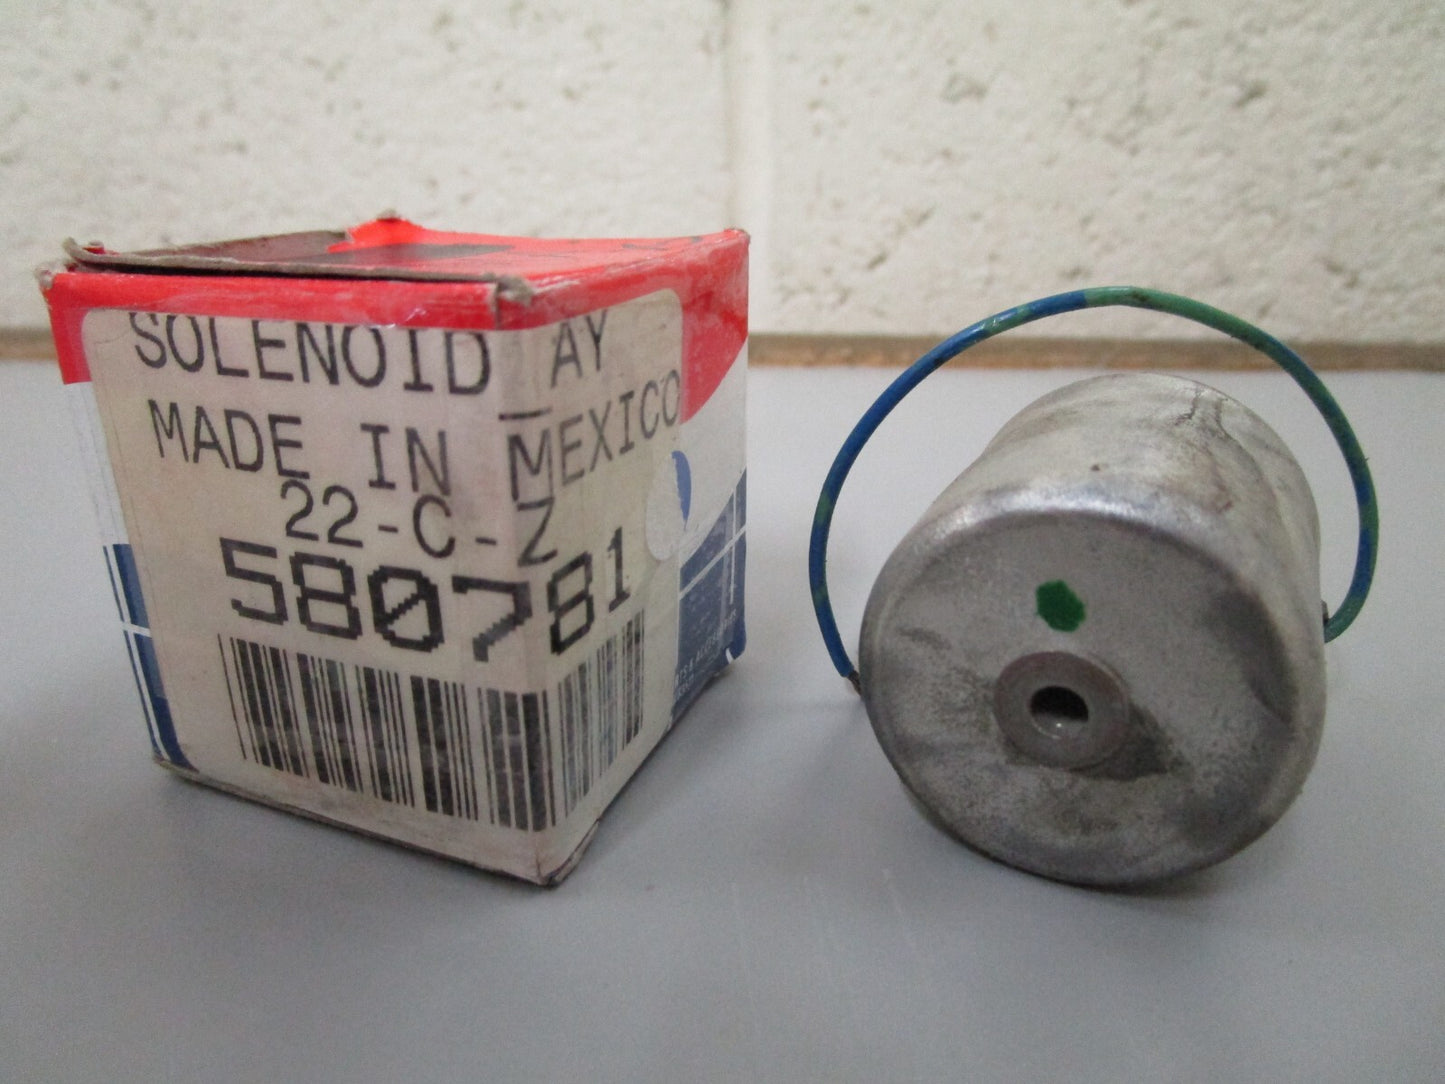 SOLENOID AY
MADE IN MEXICO
22-C-Z
580781